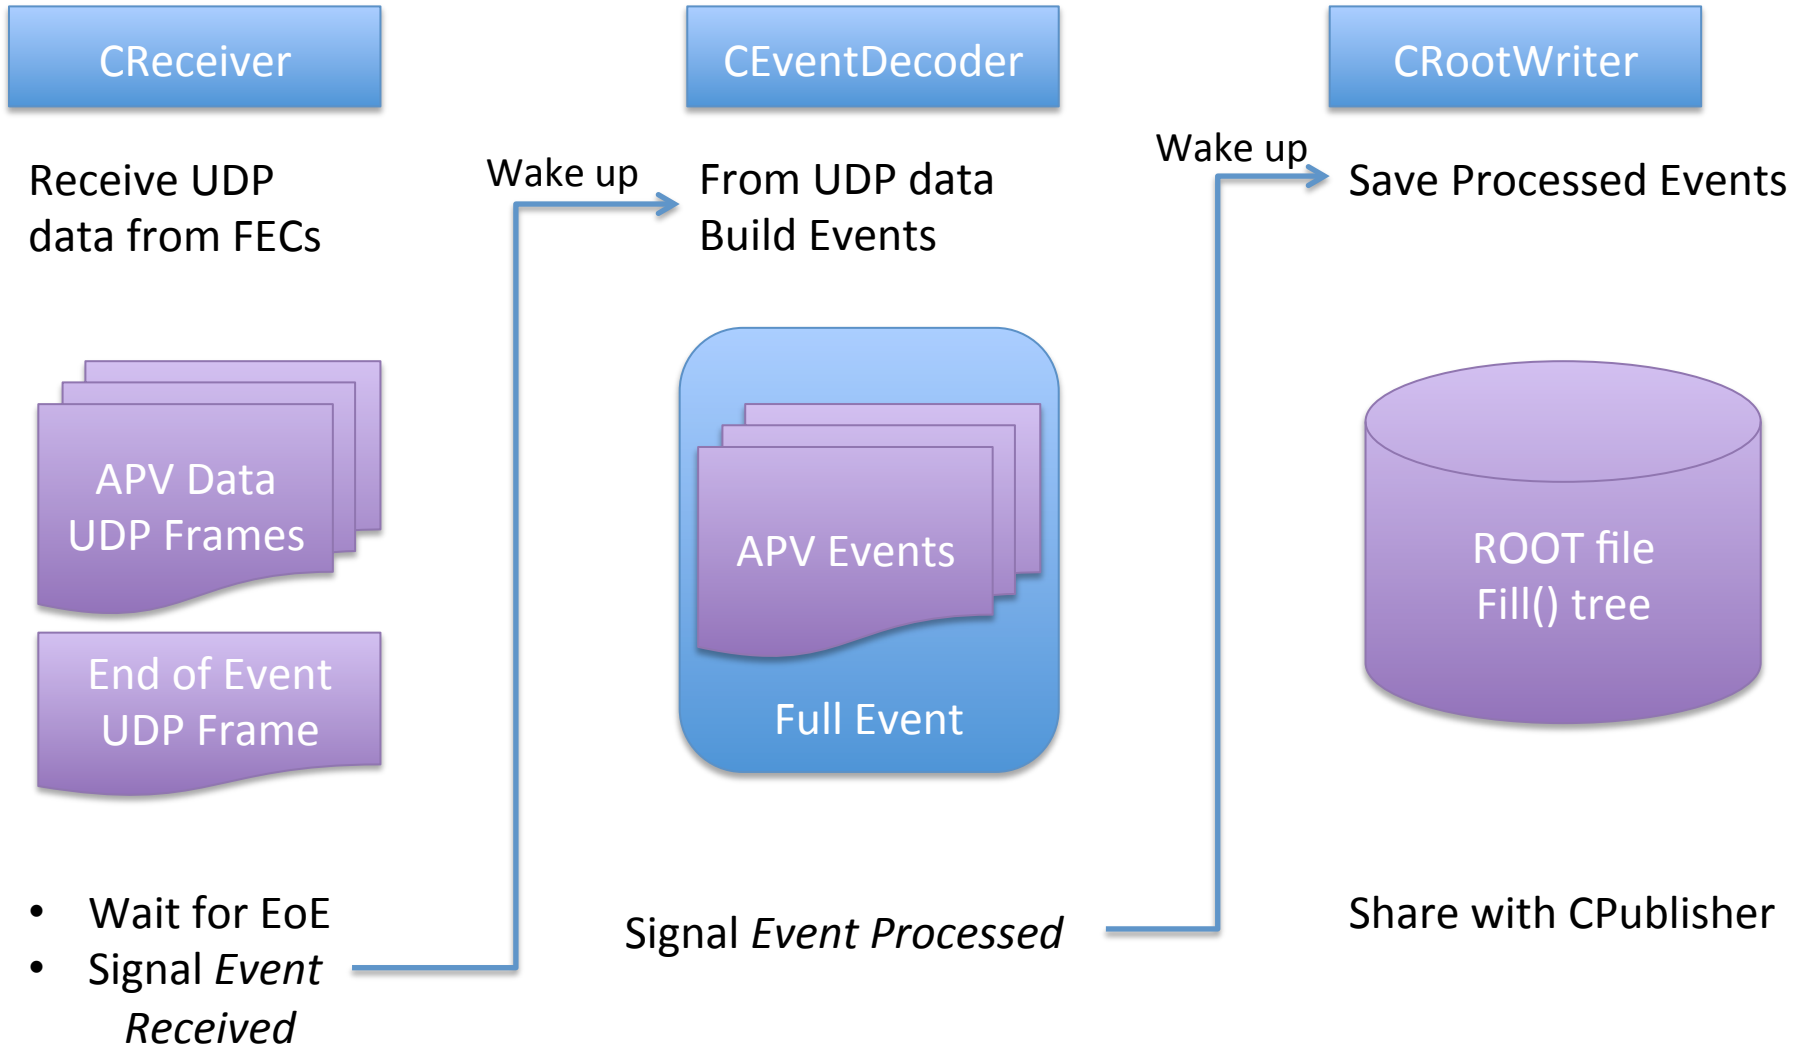 CReceiver
Receive UDP
data from FECs
APV Data
UDP Frames
End of Event
UDP Frame
• Wait for EoE
• Signal Event
Received
Wake up
CEventDecoder
From UDP data
Build Events
APV Events
Full Event
Signal Event Processed
Wake up
CRootWriter
Save Processed Events
ROOT file
Fill() tree
Share with CPublisher